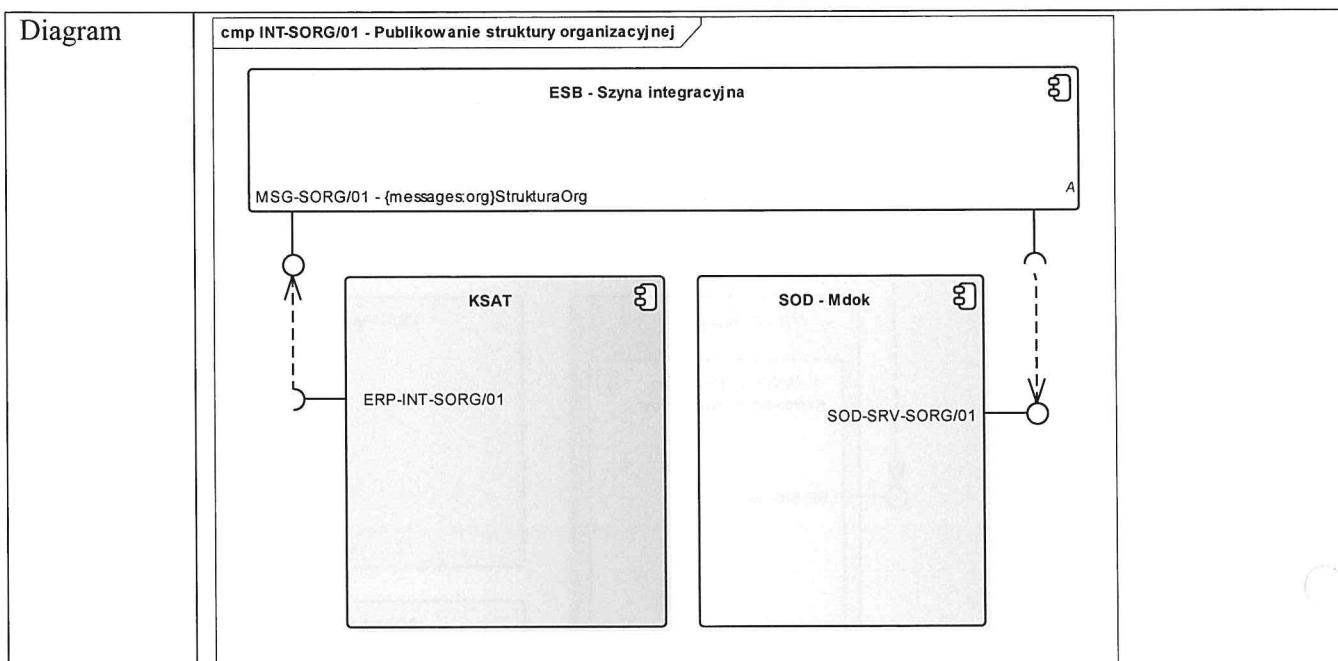 Diagram
cmp INT-SORG/01 - Publikowanie struktury organizacyjnej
ESB - Szyna integracyjna
MSG-SORG/01 - {messages:org}StrukturaOrg
A
KSAT
SOD - Mdok
ERP-INT-SORG/01
SOD-SRV-SORG/01